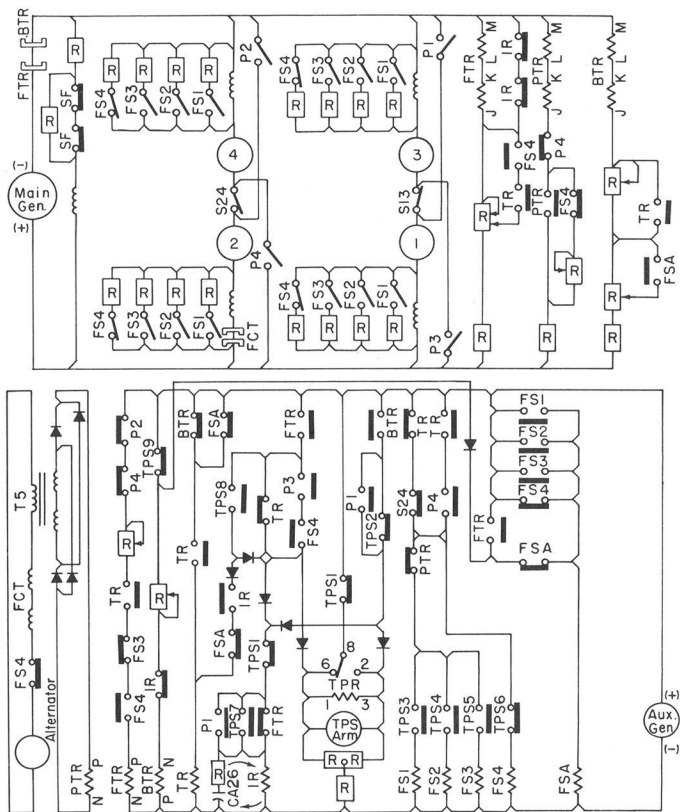 BTR
FTR
(-)
Main
Gen.
(+)
R
SF
R
SF
R
R
R
R
FS4
FS3
FS2
FS1
4
S24
2
P2
P4
R
R
R
R
FS4
FS3
FS2
FS1
FCT
FS4
FS3
FS2
FS1
R
R
R
R
3
S13
1
P1
P3
FS4
FS3
FS2
FS1
R
R
R
R
M
FTR
K L
J
R
R
IR
IR
FS4
TR
M
PTR
K L
J
P4
PTR
FS4
R
R
M
BTR
K L
J
R
TR
FSA
R
R
T5
FCT
FS4
Alternator
PTR
N P
P2
P4
R
TR
FS3
FS4
FTR
N P
TPS9
R
IR
BTR
P N
BTR
TR
TR
N
FSA
TPS8
IR
FSA
P1
TPS7
R
CA26
TR
TPS1
FTR
IR
FTR
P3
FS4
TPS1
6
8
2
TPR
1
3
TPS
Arm
R
R
R
P1
TPS2
BTR
TR
TR
S24
PTR
P4
TPS3
TPS4
TPS5
TPS6
FS1
FS2
FS3
FS4
FTR
FS1
FS2
FS3
FS4
FSA
FSA
(+)
Aux.
Gen.
(-)